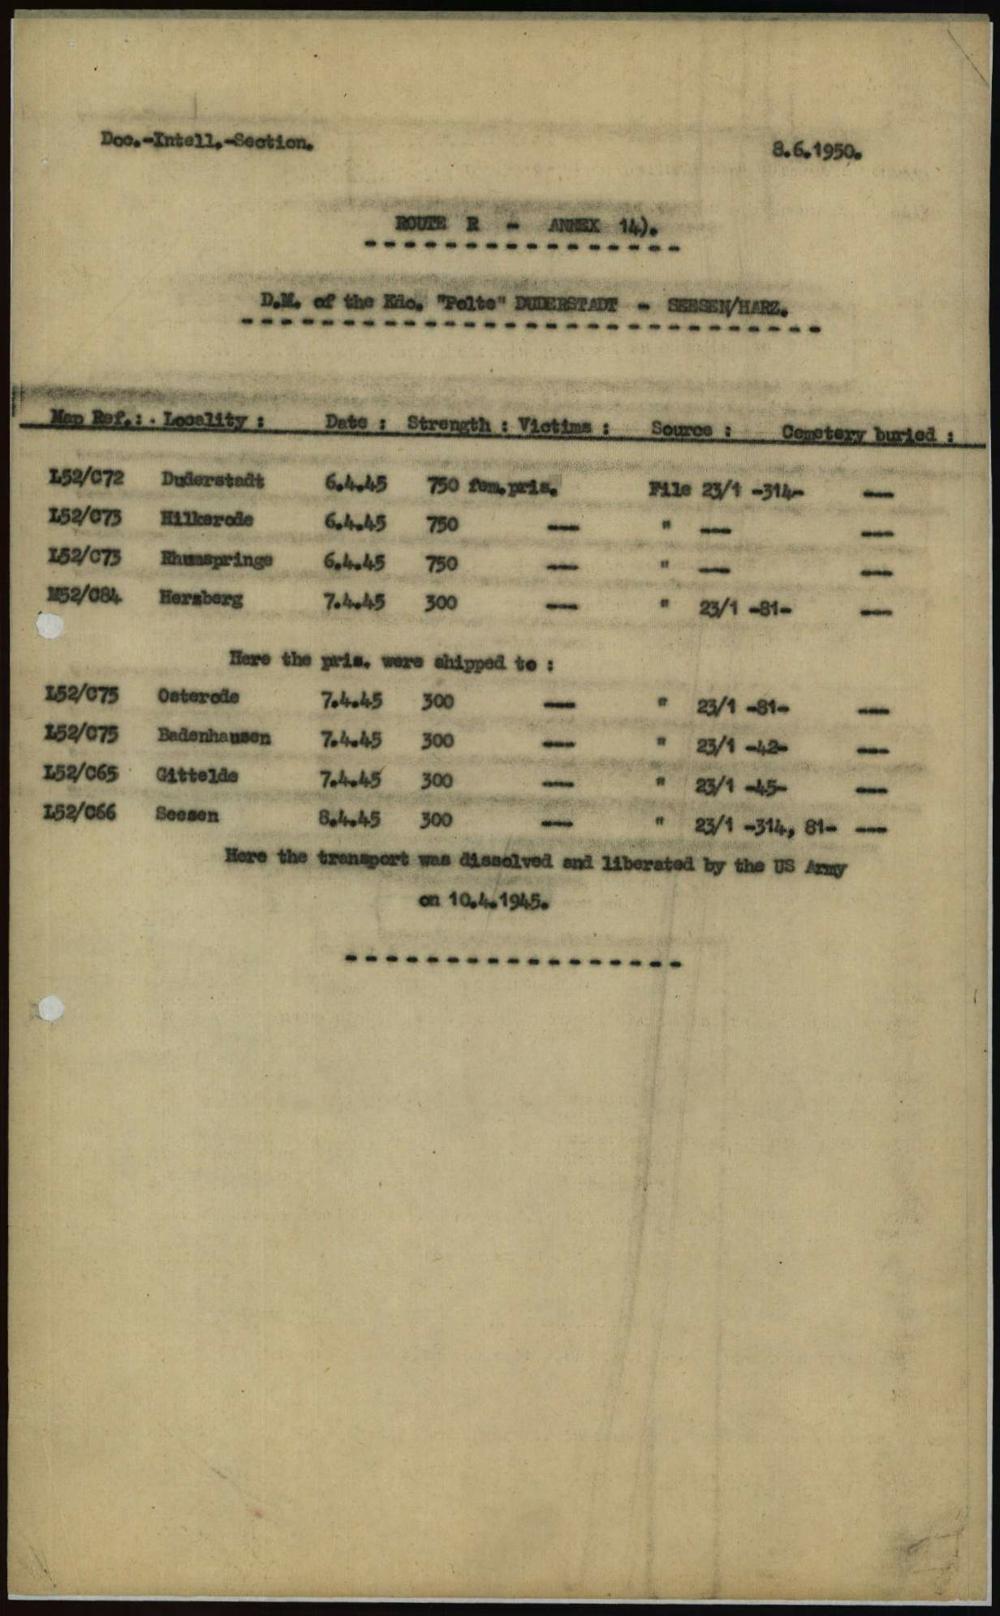 Doc.-Intell.-Section. 8.6.1950.
ROUTE R - ANNEX 14).
D.M. of the Kdo. "Polte" DUDERSTADT - SEESEN/HARZ.
Map Ref.: . Locality : Date : Strength : Victims : Source : Cemetery buried :
L52/C72 Duderstadt 6.4.45 750 fem.pris. File 23/1 -314- ---
L52/C73 Hilkerode 6.4.45 750 --- " --- ---
L52/C73 Rhumspringe 6.4.45 750 --- " --- ---
M52/C84 Herzberg 7.4.45 300 --- " 23/1 -81- ---
Here the pris. were shipped to :
L52/C75 Osterode 7.4.45 300 --- " 23/1 -81- ---
L52/C75 Badenhausen 7.4.45 300 --- " 23/1 -42- ---
L52/C65 Gittelde 7.4.45 300 --- " 23/1 -45- ---
L52/C66 Seesen 8.4.45 300 --- " 23/1 -314, 81- ---
Here the transport was dissolved and liberated by the US Army
on 10.4.1945.